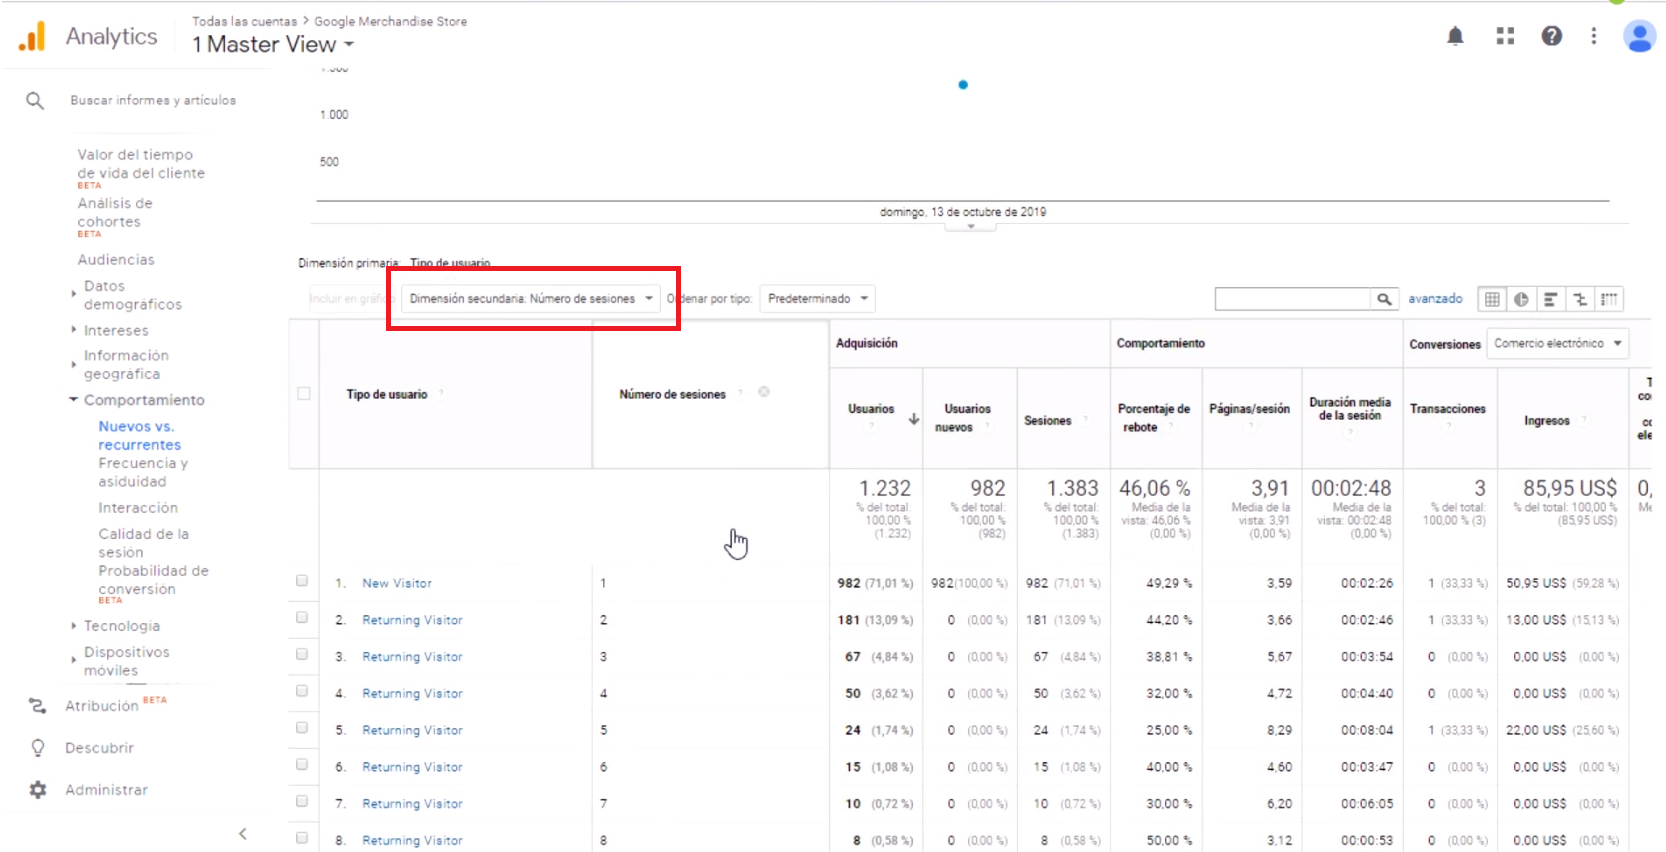 Todas las cuentas > Google Merchandise Store
Analytics
1 Master View
Buscar informes y artículos
Valor del tiempo
de vida del cliente
BETA
Análisis de
cohortes
BETA
Audiencias
Datos
demográficos
Intereses
Información
geográfica
Comportamiento
Nuevos vs.
recurrentes
Frecuencia y
asiduidad
Interacción
Calidad de la
sesión
Probabilidad de
conversión
BETA
Tecnología
Dispositivos
móviles
Atribución BETA
Descubrir
Administrar
1.500
1.000
500
domingo, 13 de octubre de 2019
Dimensión primaria: Tipo de usuario
Incluir en gráfico Dimensión secundaria: Número de sesiones Ordenar por tipo: Predeterminado avanzado
Adquisición Comportamiento Conversiones Comercio electrónico
Tipo de usuario ? Número de sesiones ?
Usuarios ? Usuarios nuevos ? Sesiones ? Porcentaje de rebote ? Páginas/sesión ? Duración media de la sesión ? Transacciones ? Ingresos ?
1.232 982 1.383 46,06 % 3,91 00:02:48 3 85,95 US$ 0,
% del total: % del total: % del total: Media de la Media de la Media de la % del total: % del total: 100,00 % Me
100,00 % 100,00 % 100,00 % vista: 46,06 % vista: 3,91 vista: 00:02:48 100,00 % (3) (85,95 US$)
(1.232) (982) (1.383) (0,00 %) (0,00 %) (0,00 %)
1. New Visitor 1 982 (71,01 %) 982(100,00 %) 982 (71,01 %) 49,29 % 3,59 00:02:26 1 (33,33 %) 50,95 US$ (59,28 %)
2. Returning Visitor 2 181 (13,09 %) 0 (0,00 %) 181 (13,09 %) 44,20 % 3,66 00:02:46 1 (33,33 %) 13,00 US$ (15,13 %)
3. Returning Visitor 3 67 (4,84 %) 0 (0,00 %) 67 (4,84 %) 38,81 % 5,67 00:03:54 0 (0,00 %) 0,00 US$ (0,00 %)
4. Returning Visitor 4 50 (3,62 %) 0 (0,00 %) 50 (3,62 %) 32,00 % 4,72 00:04:40 0 (0,00 %) 0,00 US$ (0,00 %)
5. Returning Visitor 5 24 (1,74 %) 0 (0,00 %) 24 (1,74 %) 25,00 % 8,29 00:08:04 1 (33,33 %) 22,00 US$ (25,60 %)
6. Returning Visitor 6 15 (1,08 %) 0 (0,00 %) 15 (1,08 %) 40,00 % 4,60 00:03:47 0 (0,00 %) 0,00 US$ (0,00 %)
7. Returning Visitor 7 10 (0,72 %) 0 (0,00 %) 10 (0,72 %) 30,00 % 6,20 00:06:05 0 (0,00 %) 0,00 US$ (0,00 %)
8. Returning Visitor 8 8 (0,58 %) 0 (0,00 %) 8 (0,58 %) 50,00 % 3,12 00:00:53 0 (0,00 %) 0,00 US$ (0,00 %)